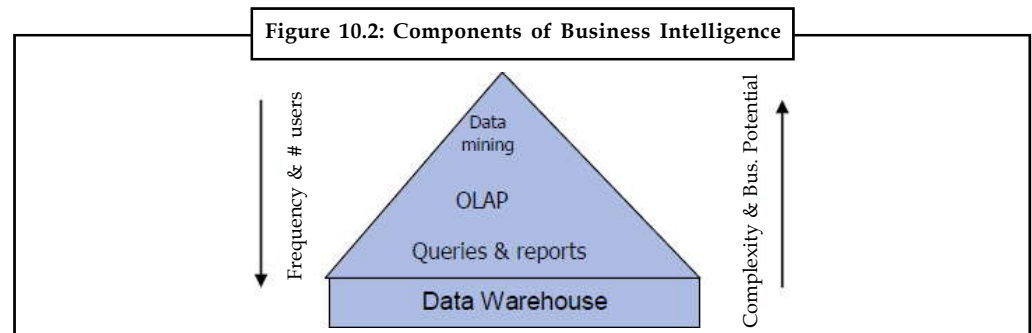 Figure 10.2: Components of Business Intelligence
Frequency & # users
Data
mining
OLAP
Queries & reports
Data Warehouse
Complexity & Bus. Potential